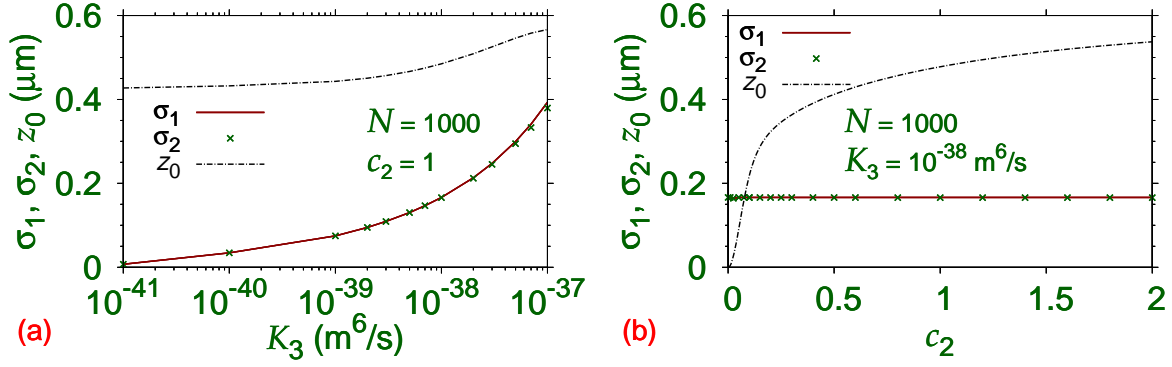 σ₁, σ₂, z₀ (μm)
0.6
0.4
0.2
0
σ₁
σ₂
z₀
N = 1000
c₂ = 1
10⁻⁴¹ 10⁻⁴⁰ 10⁻³⁹ 10⁻³⁸ 10⁻³⁷
K₃ (m⁶/s)
(a)
σ₁, σ₂, z₀ (μm)
0.6
0.4
0.2
0
σ₁
σ₂
z₀
N = 1000
K₃ = 10⁻³⁸ m⁶/s
0 0.5 1 1.5 2
c₂
(b)